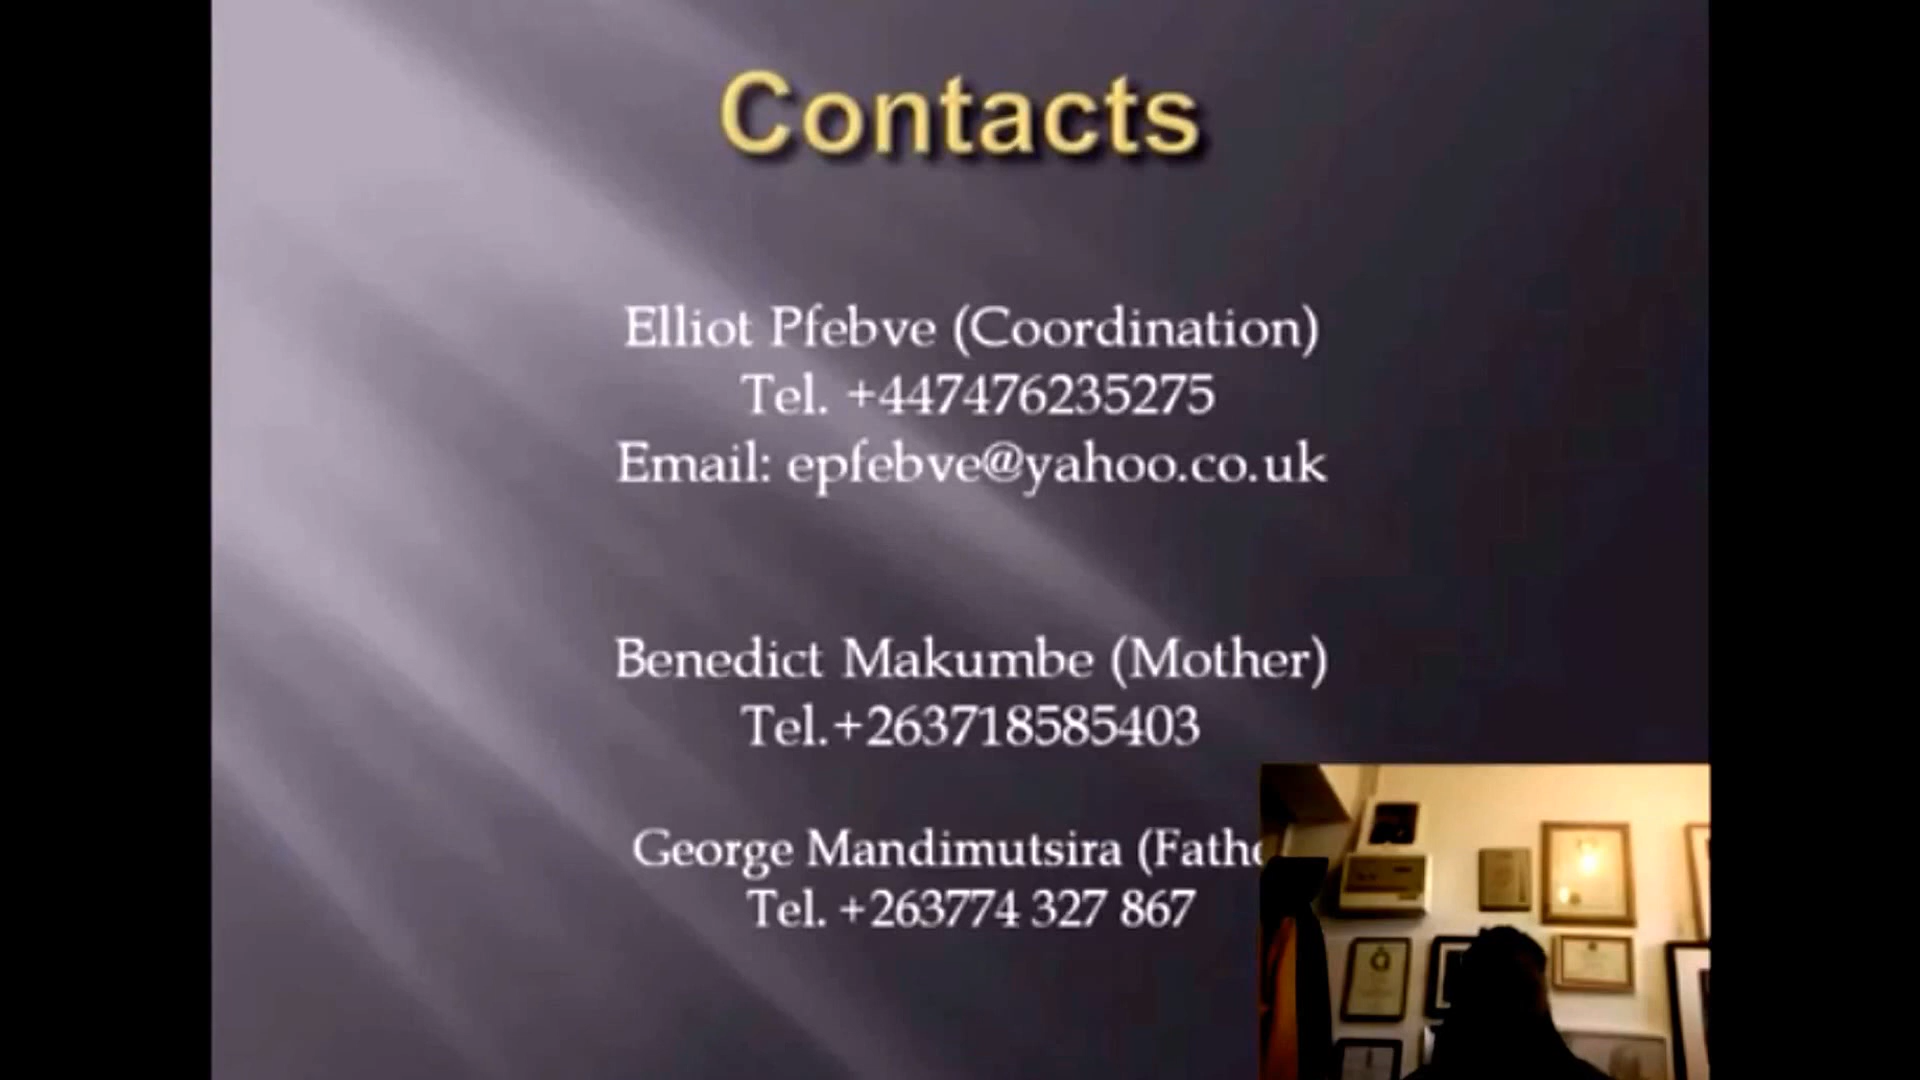 Contacts
Elliot Pfebve (Coordination)
Tel. +447476235275
Email: epfebve@yahoo.co.uk
Benedict Makumbe (Mother)
Tel.+263718585403
George Mandimutsira (Fathe
Tel. +263774 327 867